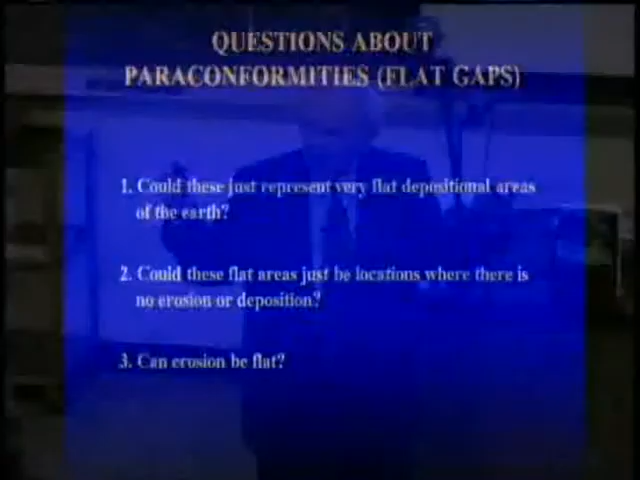 QUESTIONS ABOUT
PARACONFORMITIES (FLAT GAPS)
1. Could these just represent very flat depositional areas
of the earth?
2. Could these flat areas just be locations where there is
no erosion or deposition?
3. Can erosion be flat?